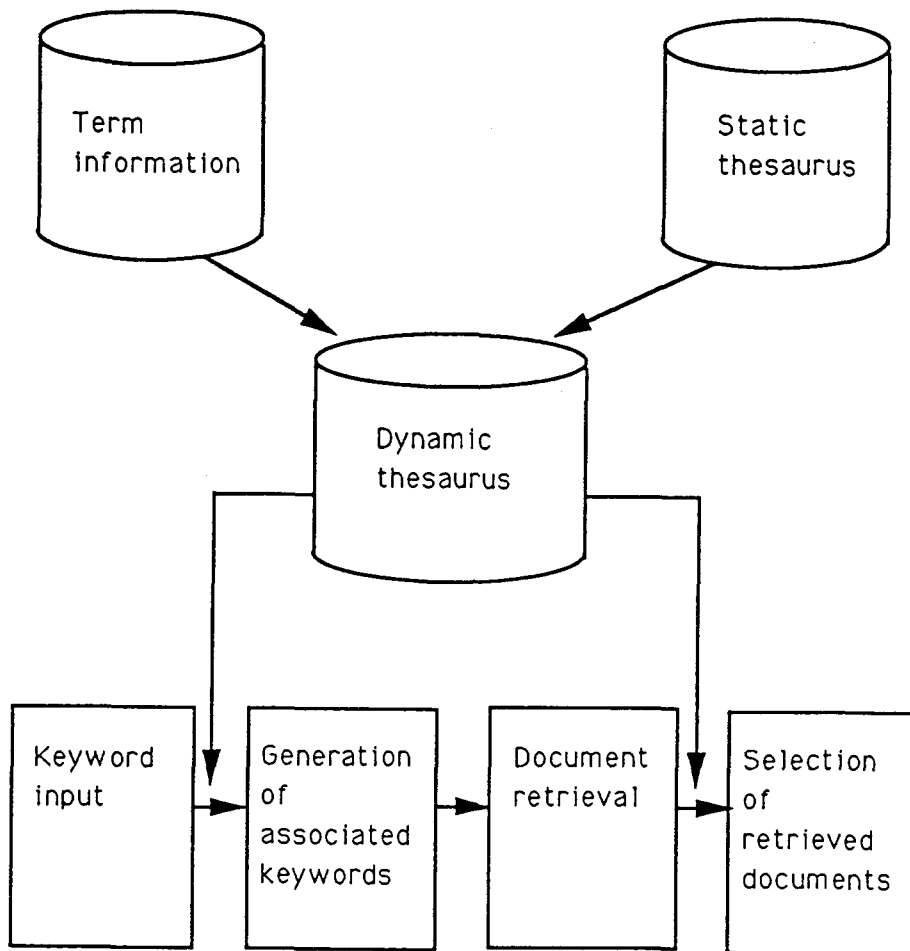 Term
information
Static
thesaurus
Dynamic
thesaurus
Keyword
input
Generation
of
associated
keywords
Document
retrieval
Selection
of
retrieved
documents